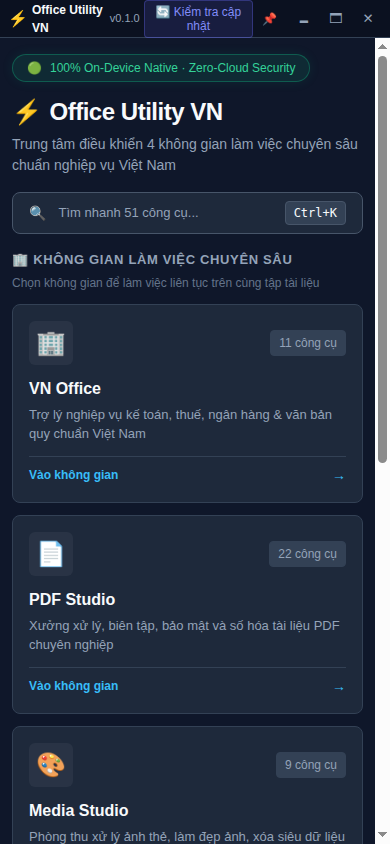 ⚡ Office Utility VN v0.1.0 🔄 Kiểm tra cập nhật 📌 🗕 🗖 ✕
🟢 100% On-Device Native · Zero-Cloud Security
⚡ Office Utility VN
Trung tâm điều khiển 4 không gian làm việc chuyên sâu
chuẩn nghiệp vụ Việt Nam
🔍 Tìm nhanh 51 công cụ... Ctrl+K
🏢 KHÔNG GIAN LÀM VIỆC CHUYÊN SÂU
Chọn không gian để làm việc liên tục trên cùng tập tài liệu
🏢 11 công cụ
VN Office
Trợ lý nghiệp vụ kế toán, thuế, ngân hàng & văn bản
quy chuẩn Việt Nam
Vào không gian →
📄 22 công cụ
PDF Studio
Xưởng xử lý, biên tập, bảo mật và số hóa tài liệu PDF
chuyên nghiệp
Vào không gian →
🎨 9 công cụ
Media Studio
Phòng thu xử lý ảnh thẻ, làm đẹp ảnh, xóa siêu dữ liệu